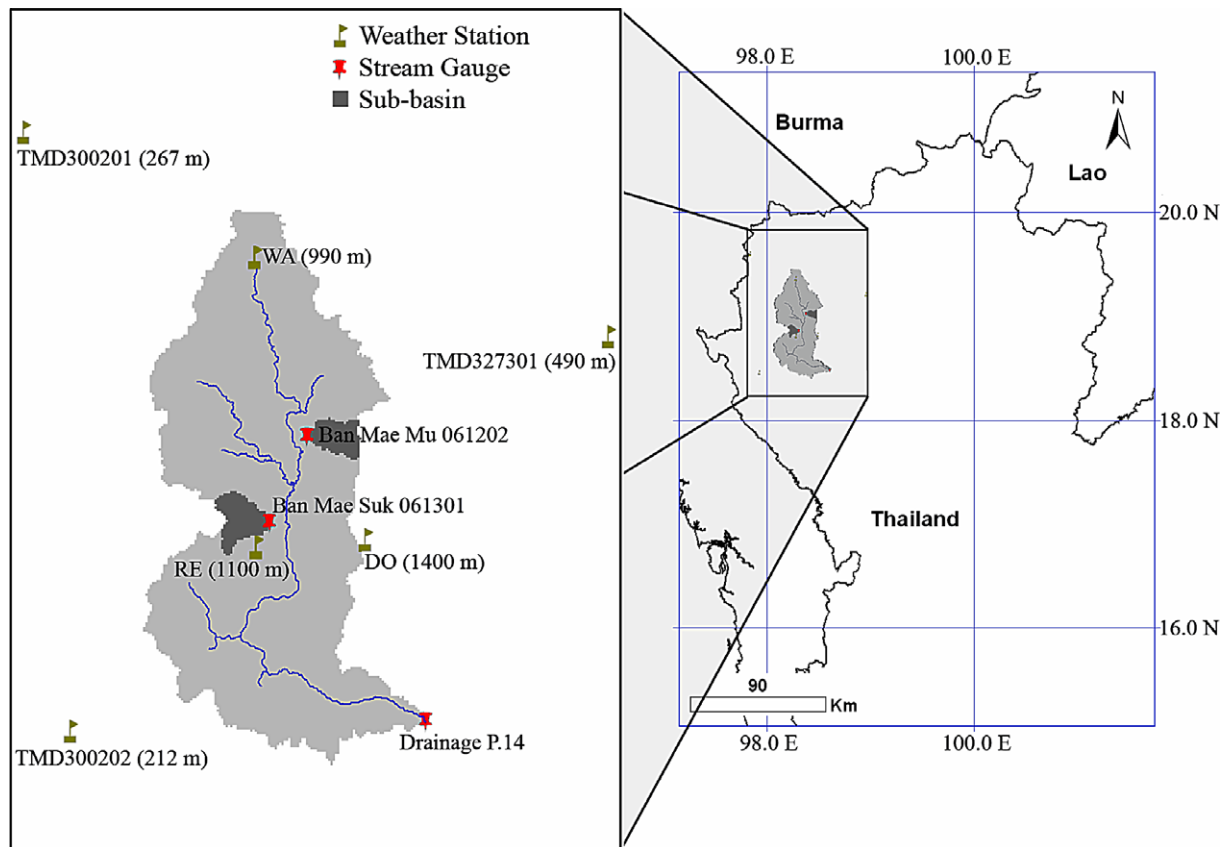 Weather Station
Stream Gauge
Sub-basin
TMD300201 (267 m)
WA (990 m)
TMD327301 (490 m)
Ban Mae Mu 061202
Ban Mae Suk 061301
RE (1100 m)
DO (1400 m)
Drainage P.14
TMD300202 (212 m)
98.0 E
100.0 E
N
Burma
Lao
20.0 N
18.0 N
Thailand
16.0 N
90
Km
98.0 E
100.0 E